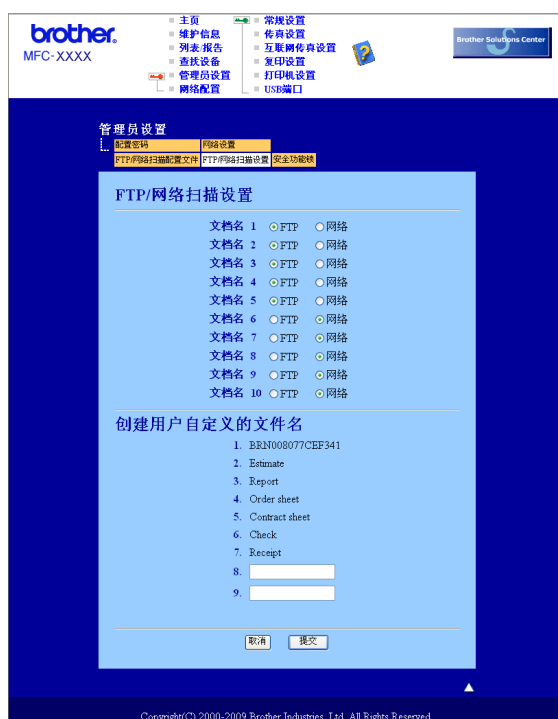 brother.
MFC-XXXX
主页
维护信息
列表/报告
查找设备
管理员设置
网络配置
常规设置
传真设置
互联网传真设置
复印设置
打印机设置
USB端口
Brother Solutions Center
管理员设置
配置密码 网络设置
FTP/网络扫描配置文件 FTP/网络扫描设置 安全功能锁
FTP/网络扫描设置
文档名 1 FTP 网络
文档名 2 FTP 网络
文档名 3 FTP 网络
文档名 4 FTP 网络
文档名 5 FTP 网络
文档名 6 FTP 网络
文档名 7 FTP 网络
文档名 8 FTP 网络
文档名 9 FTP 网络
文档名 10 FTP 网络
创建用户自定义的文件名
1. BRN008077CEF341
2. Estimate
3. Report
4. Order sheet
5. Contract sheet
6. Check
7. Receipt
8.
9.
取消 提交
Copyright(C) 2000-2009 Brother Industries, Ltd. All Rights Reserved.